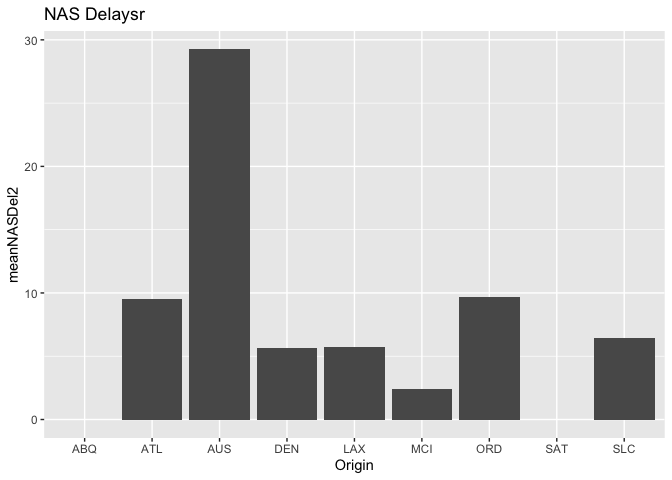 NAS Delaysr
30
20
10
0
meanNASDel2
ABQ ATL AUS DEN LAX MCI ORD SAT SLC
Origin